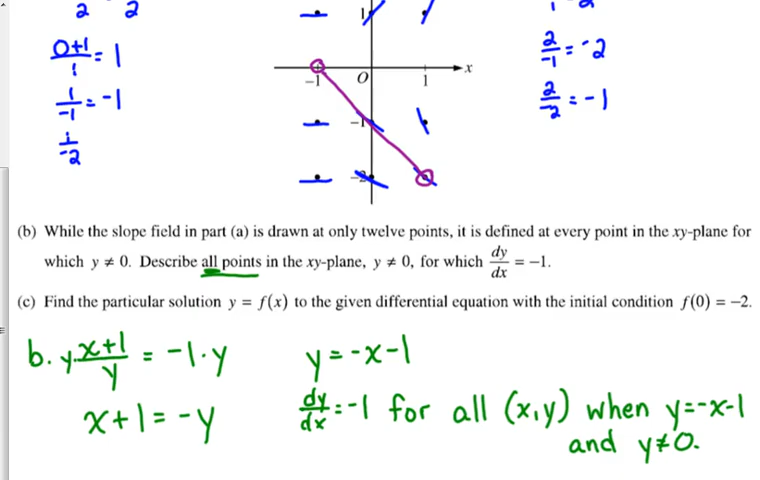 2 2
1
0+1/1 = 1
2/-1 = -2
x
-1 O 1
1/-1 = -1
2/-2 = -1
-1
1/-2
-2
(b) While the slope field in part (a) is drawn at only twelve points, it is defined at every point in the xy-plane for
which y ≠ 0. Describe all points in the xy-plane, y ≠ 0, for which dy/dx = −1.
(c) Find the particular solution y = f(x) to the given differential equation with the initial condition f(0) = −2.
b. y· x+1/y = -1·y
y = -x-1
x+1 = -y
dy/dx = -1 for all (x,y) when y=-x-1
and y≠0.